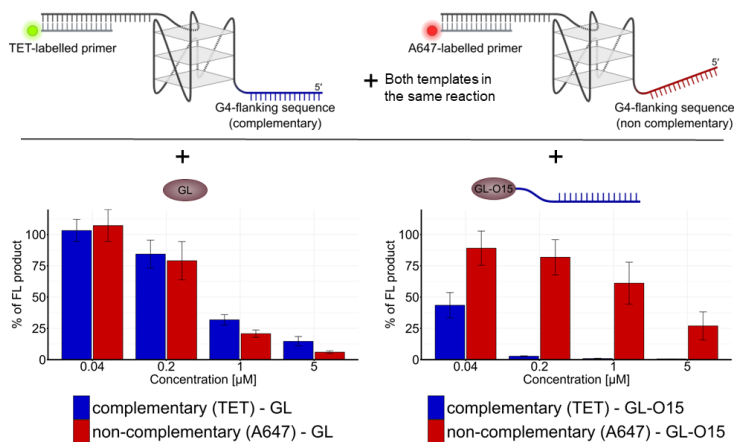 TET-labelled primer
5′
G4-flanking sequence
(complementary)
+ Both templates in
the same reaction
A647-labelled primer
5′
G4-flanking sequence
(non complementary)
+
+
GL
GL-O15
% of FL product
100
75
50
25
0
0.04
0.2
1
5
Concentration [µM]
complementary (TET) - GL
non-complementary (A647) - GL
% of FL product
100
75
50
25
0
0.04
0.2
1
5
Concentration [µM]
complementary (TET) - GL-O15
non-complementary (A647) - GL-O15